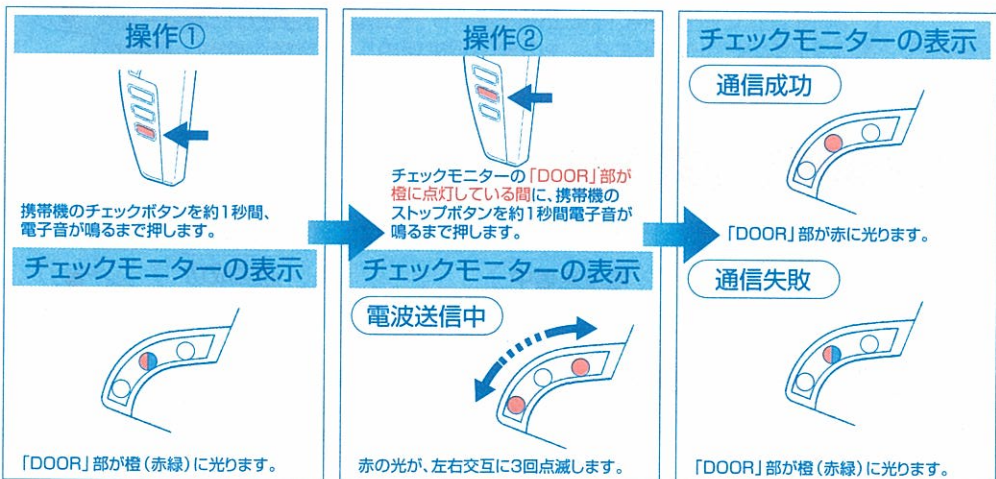 操作①
携帯機のチェックボタンを約1秒間、
電子音が鳴るまで押します。
チェックモニターの表示
「DOOR」部が橙(赤緑)に光ります。
操作②
チェックモニターの「DOOR」部が
橙に点灯している間に、携帯機の
ストップボタンを約1秒間電子音が
鳴るまで押します。
チェックモニターの表示
電波送信中
赤の光が、左右交互に3回点滅します。
チェックモニターの表示
通信成功
「DOOR」部が赤に光ります。
通信失敗
「DOOR」部が橙(赤緑)に光ります。